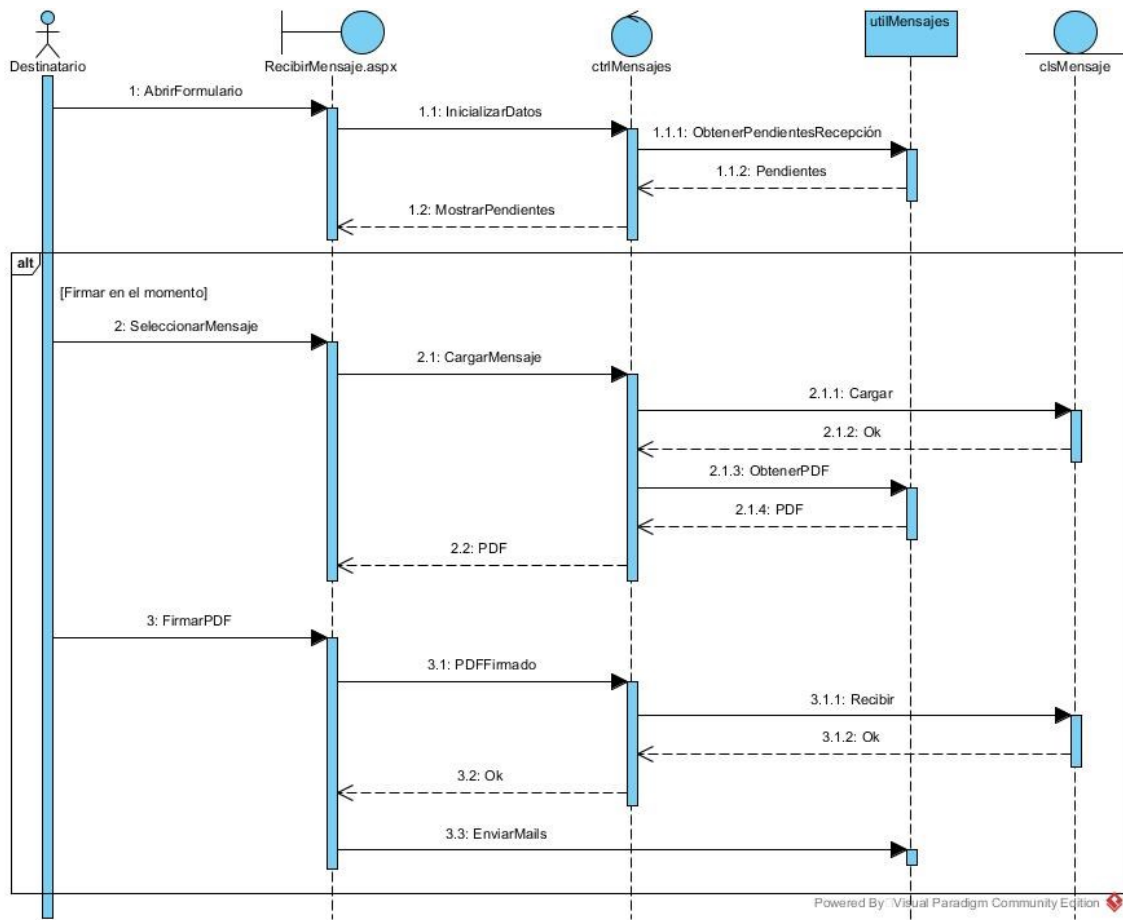 utilMensajes
Destinatario
RecibirMensaje.aspx
ctrlMensajes
clsMensaje
1: AbrirFormulario
1.1: InicializarDatos
1.1.1: ObtenerPendientesRecepción
1.1.2: Pendientes
1.2: MostrarPendientes
alt
[Firmar en el momento]
2: SeleccionarMensaje
2.1: CargarMensaje
2.1.1: Cargar
2.1.2: Ok
2.1.3: ObtenerPDF
2.1.4: PDF
2.2: PDF
3: FirmarPDF
3.1: PDFFirmado
3.1.1: Recibir
3.1.2: Ok
3.2: Ok
3.3: EnviarMails
Powered By Visual Paradigm Community Edition